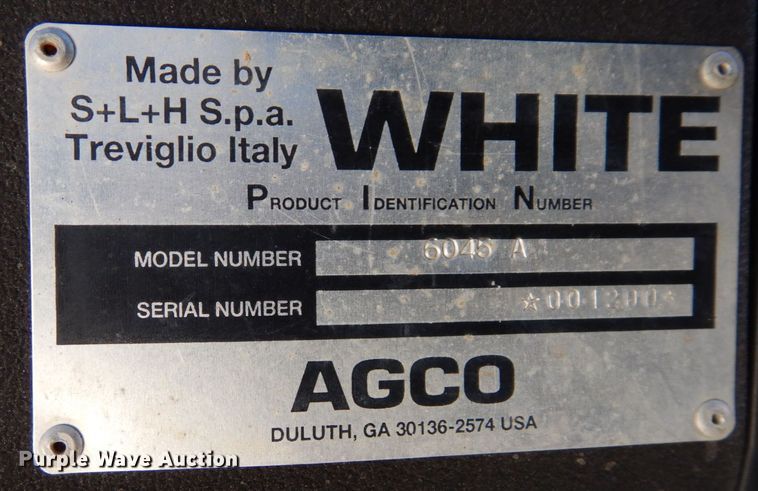 Made by
S+L+H S.p.a.
Treviglio Italy
WHITE
PRODUCT IDENTIFICATION NUMBER
MODEL NUMBER 6045 A
SERIAL NUMBER ☆001200☆
AGCO
DULUTH, GA 30136-2574 USA
Purple Wave Auction